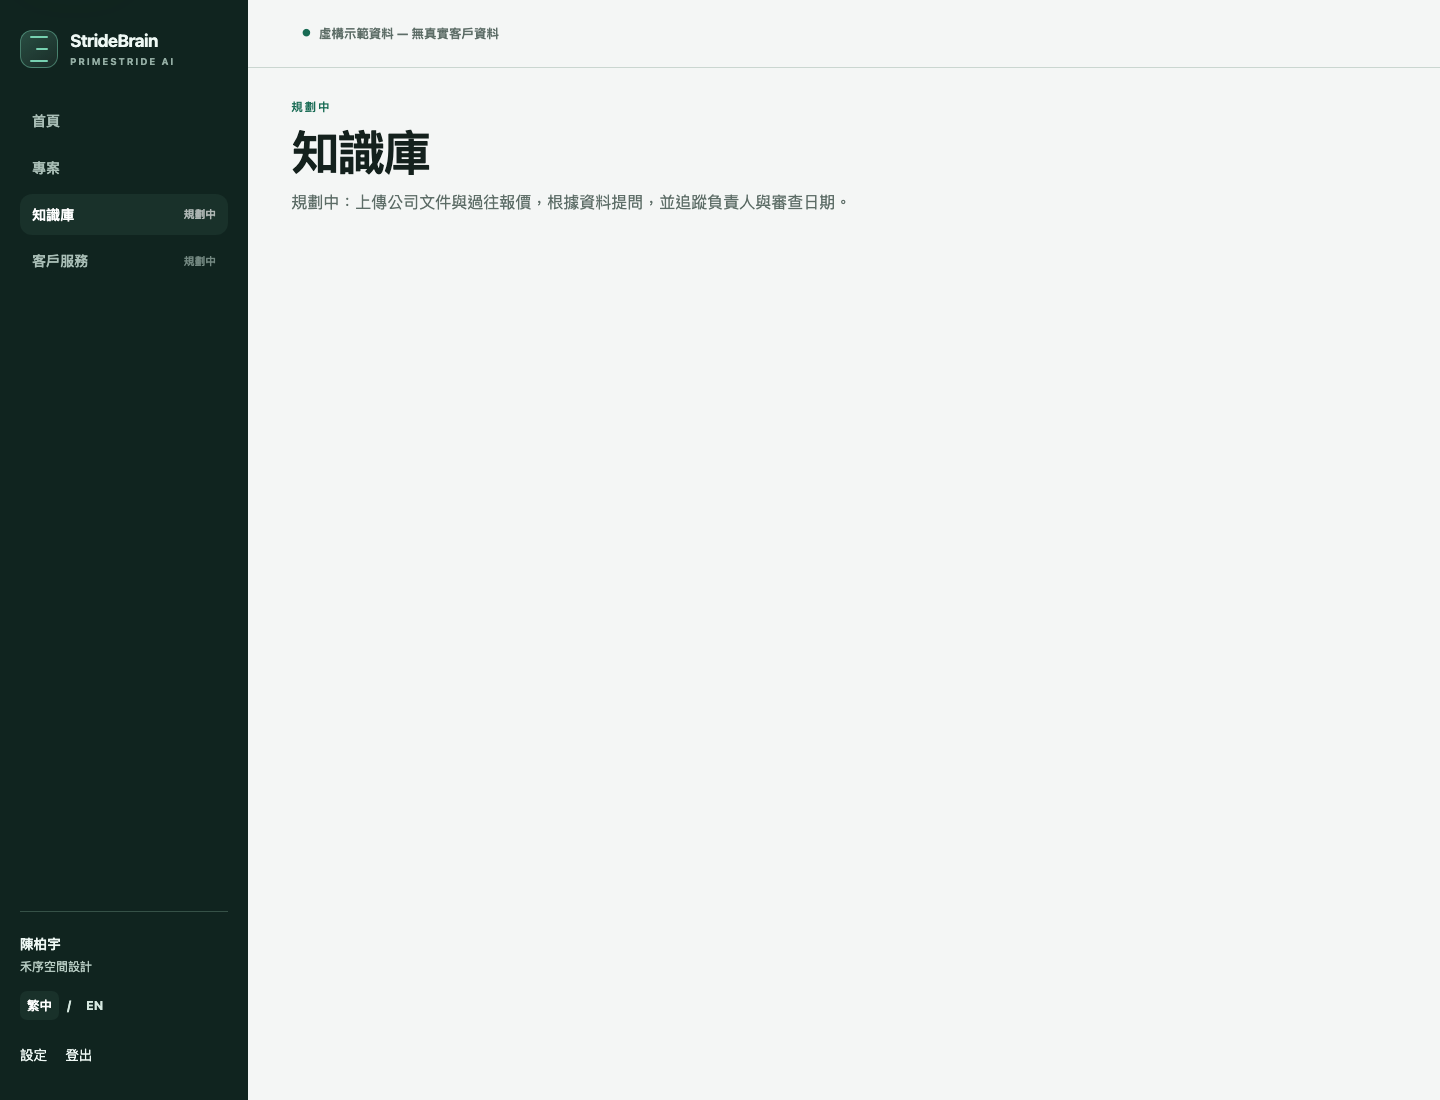 StrideBrain
PRIMESTRIDE AI
首頁
專案
知識庫 規劃中
客戶服務 規劃中
陳柏宇
禾序空間設計
繁中 / EN
設定 登出
虛構示範資料 — 無真實客戶資料
規劃中
知識庫
規劃中：上傳公司文件與過往報價，根據資料提問，並追蹤負責人與審查日期。